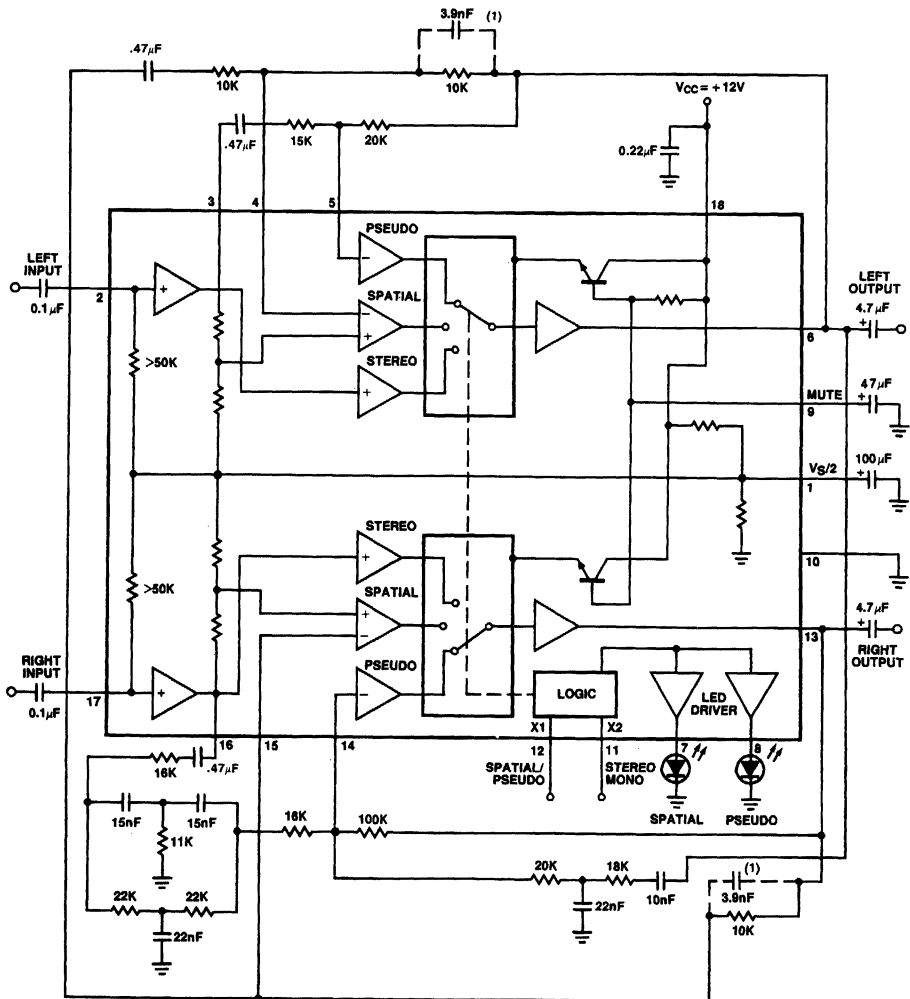 3.9nF (1)
.47μF
10K
10K
VCC = +12V
.47μF
15K
20K
0.22μF
3
4
5
18
PSEUDO
LEFT
INPUT
2
0.1μF
SPATIAL
LEFT
OUTPUT
4.7μF
+
6
>50K
STEREO
MUTE
9
47μF
+
VS/2
1
100μF
+
STEREO
10
>50K
SPATIAL
4.7μF
+
13
RIGHT
OUTPUT
RIGHT
INPUT
17
0.1μF
PSEUDO
LOGIC
LED
DRIVER
X1
X2
16
15
14
12
11
7
8
16K
.47μF
SPATIAL/
PSEUDO
STEREO
MONO
SPATIAL
PSEUDO
15nF
15nF
11K
16K
100K
22K
22K
22nF
20K
18K
22nF
10nF
(1)
3.9nF
10K